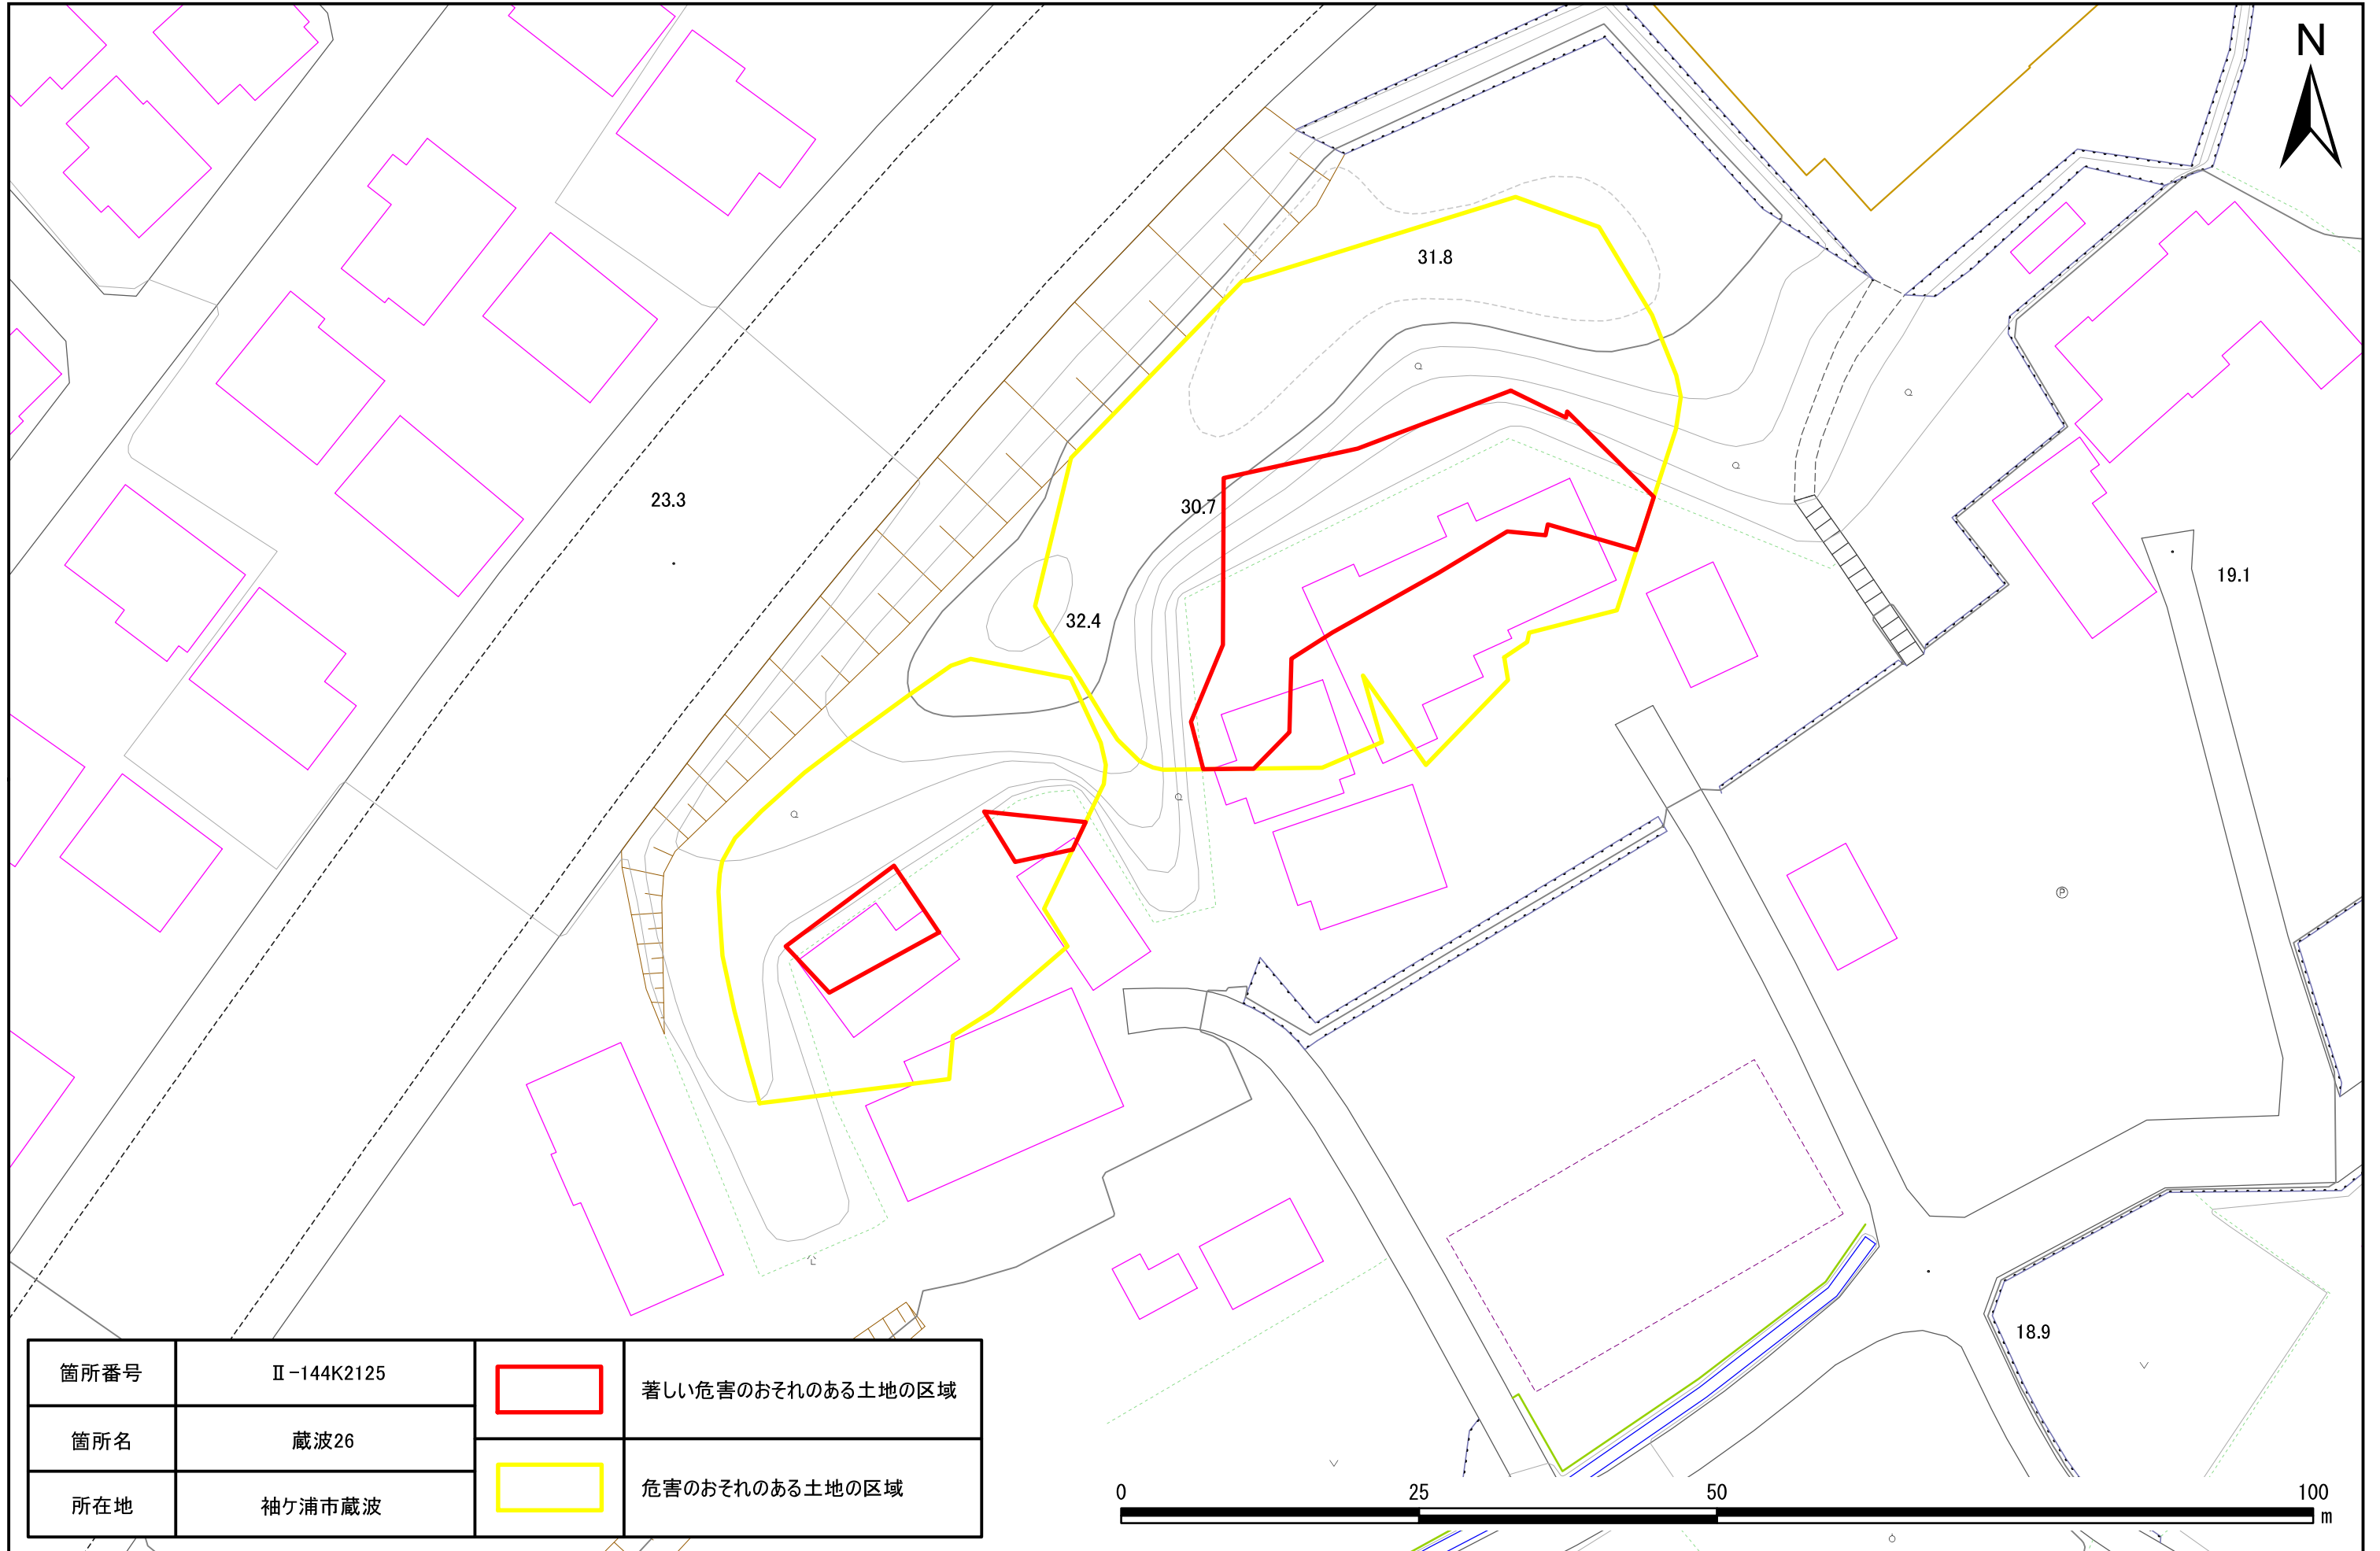 N
31.8
23.3
30.7
19.1
32.4
P
18.9
箇所番号
Ⅱ-144K2125
著しい危害のおそれのある土地の区域
箇所名
蔵波26
危害のおそれのある土地の区域
所在地
袖ケ浦市蔵波
0 25 50 100
m